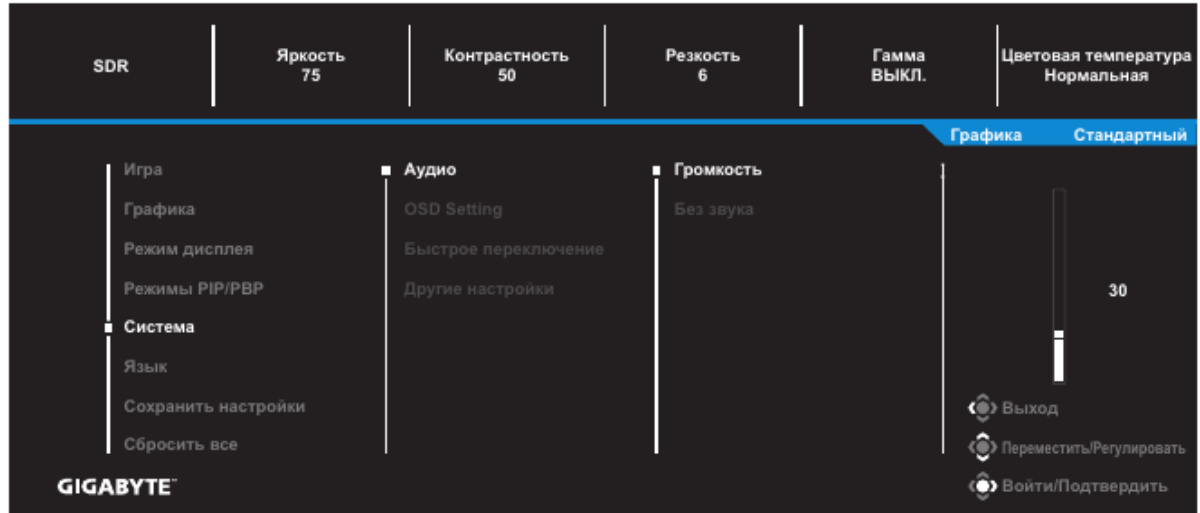 SDR
Яркость
75
Контрастность
50
Резкость
6
Гамма
ВЫКЛ.
Цветовая температура
Нормальная
Графика Стандартный
Игра
Графика
Режим дисплея
Режимы PIP/PBP
Система
Язык
Сохранить настройки
Сбросить все
Аудио
OSD Setting
Быстрое переключение
Другие настройки
Громкость
Без звука
30
Выход
Переместить/Регулировать
Войти/Подтвердить
GIGABYTE™